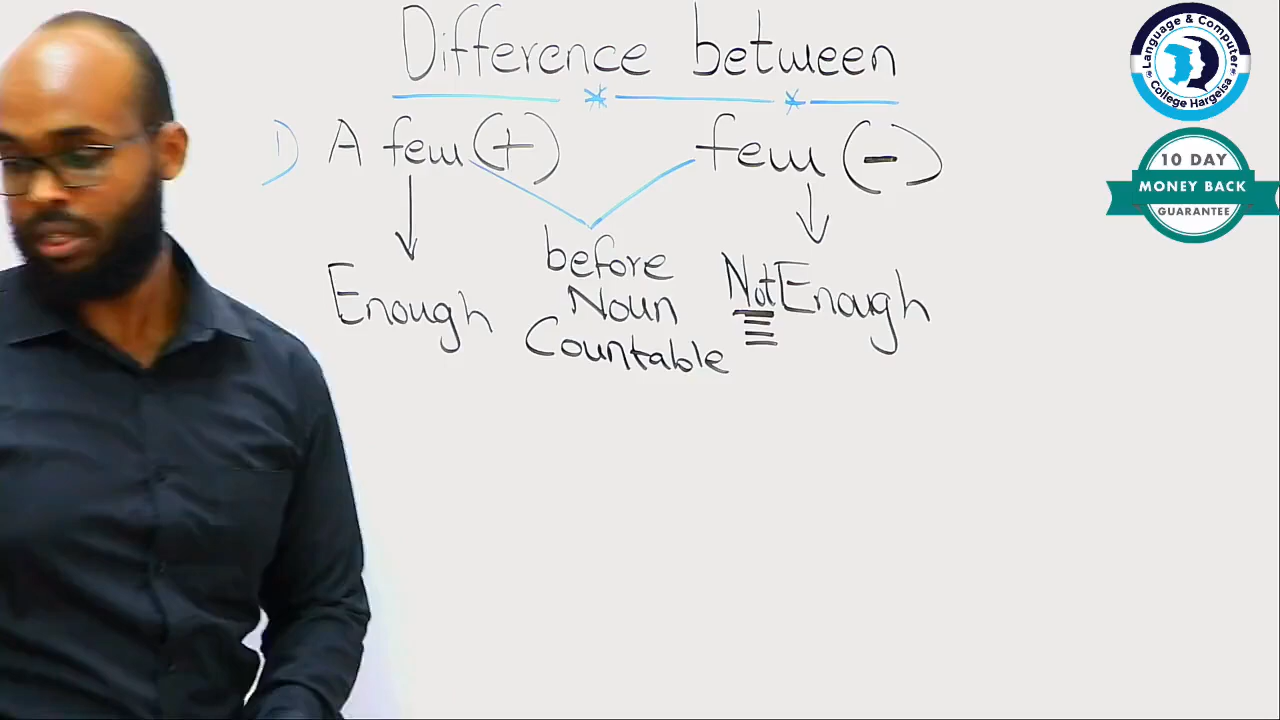 Difference between
1) A few (+) few (-)
Enough
before
Noun
Countable
Not Enough
Language & Computer
College Hargeisa
10 DAY
MONEY BACK
GUARANTEE